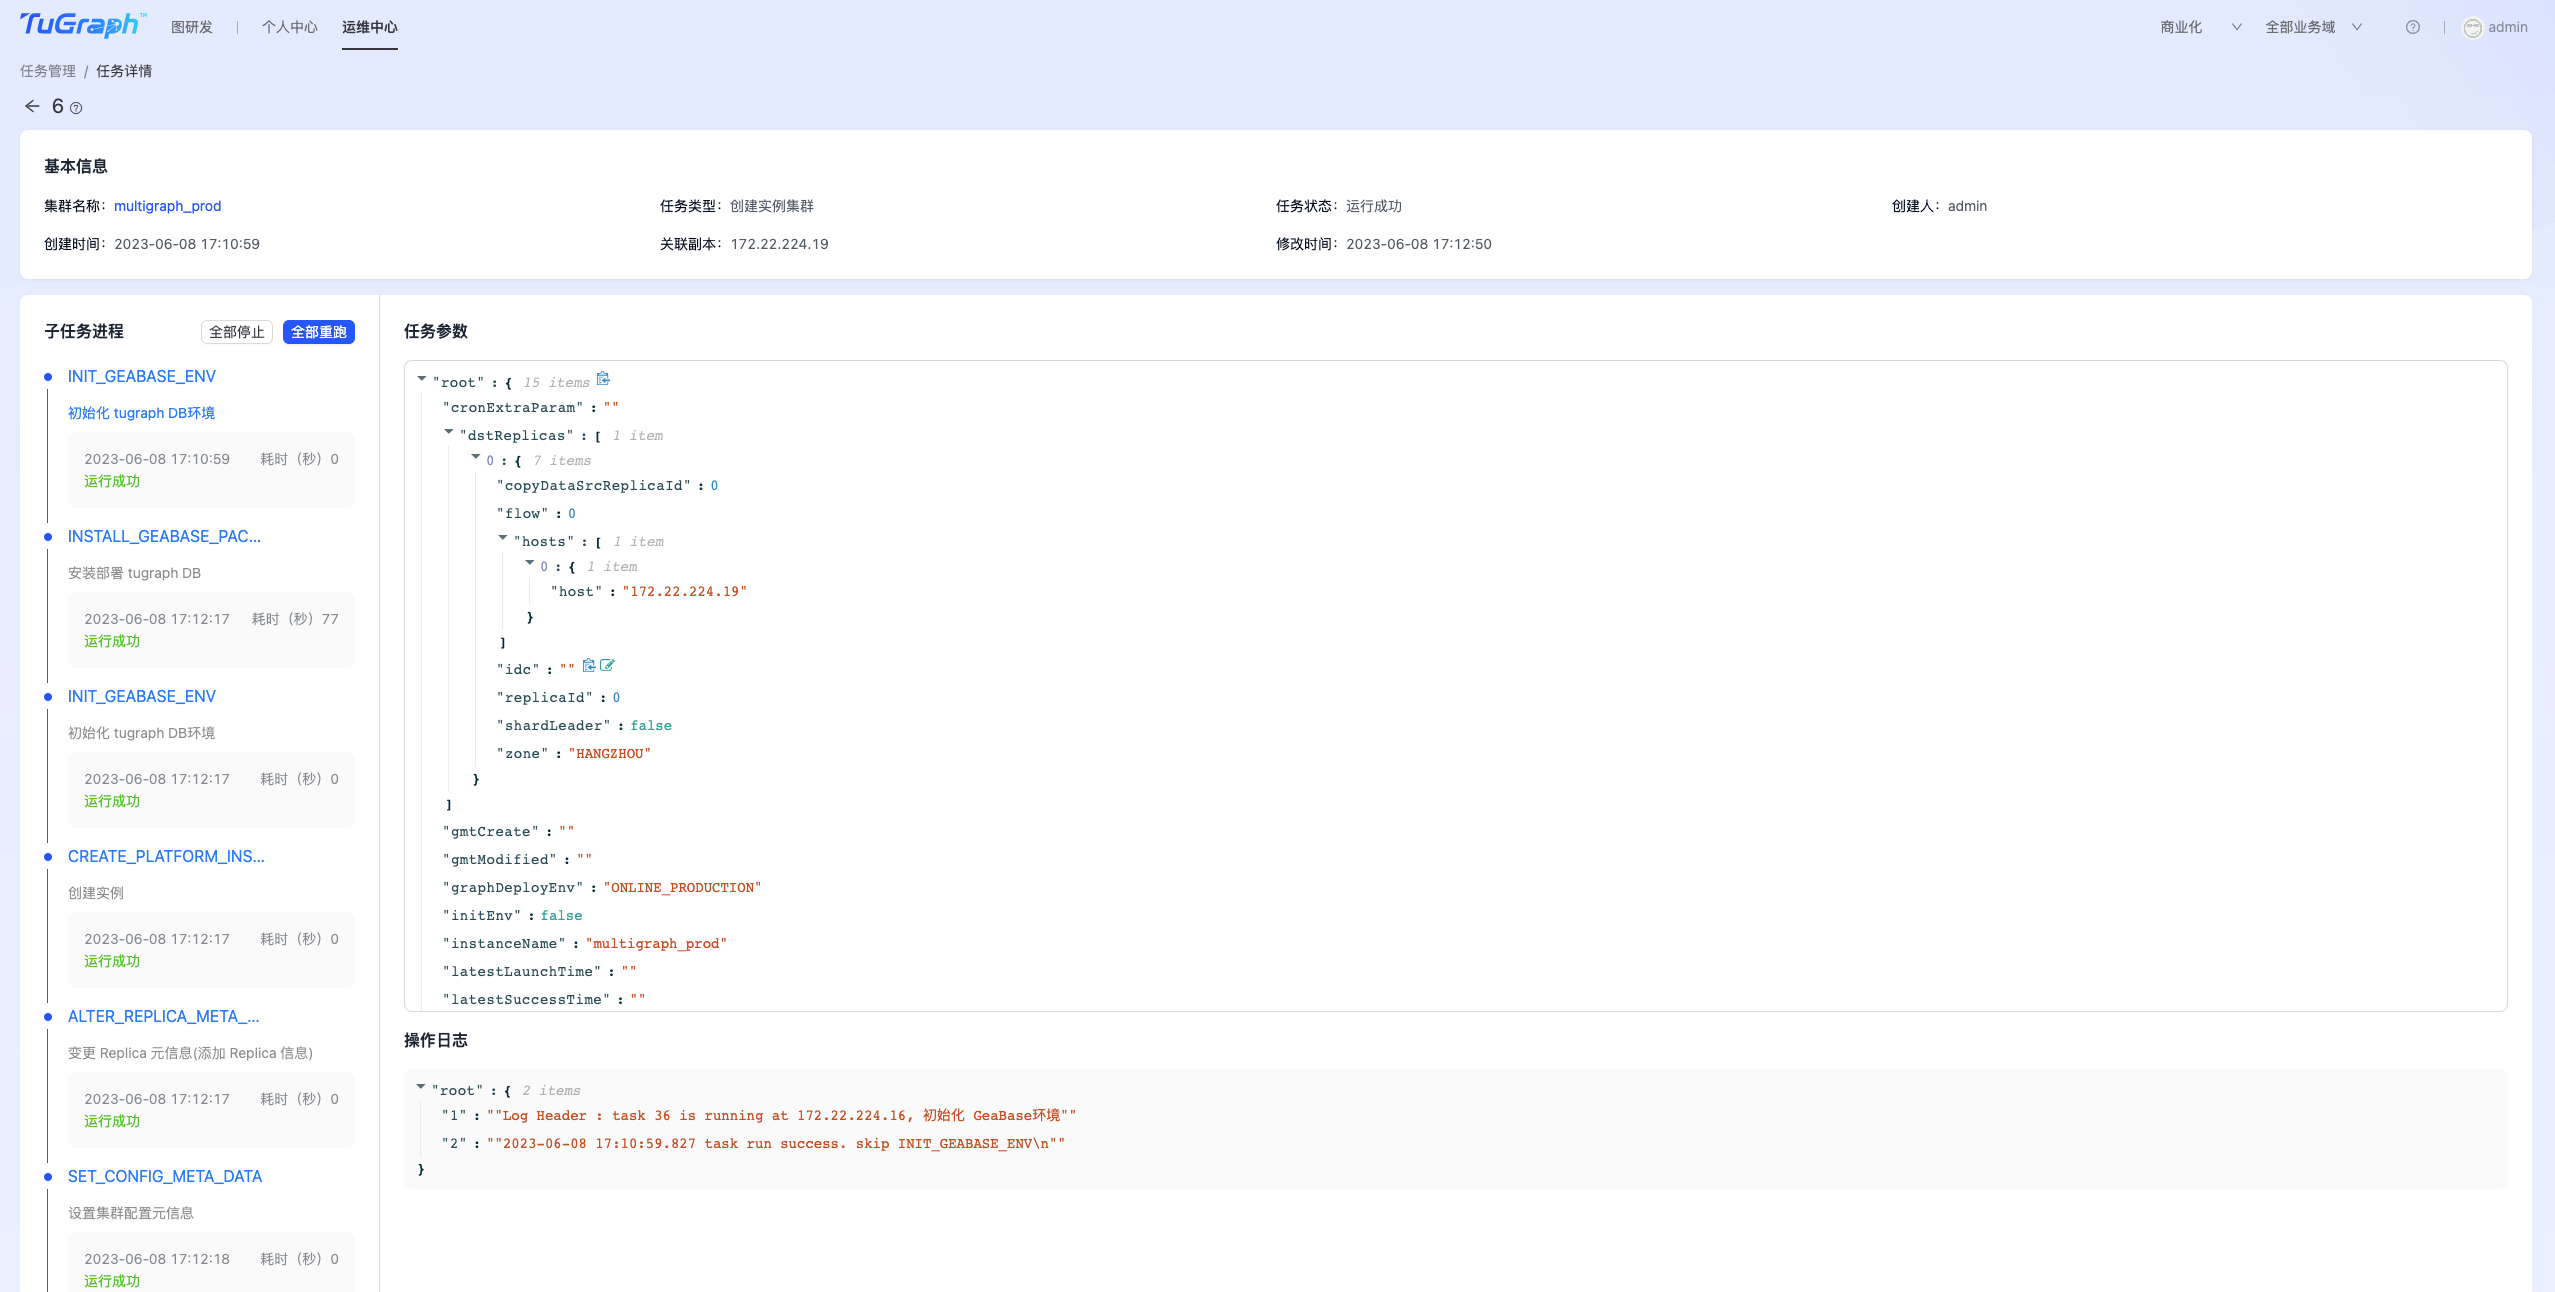 TuGraph™ 图研发 | 个人中心 运维中心 商业化 全部业务域 | admin
任务管理 / 任务详情
6
基本信息
集群名称： multigraph_prod 任务类型： 创建实例集群 任务状态： 运行成功 创建人： admin
创建时间： 2023-06-08 17:10:59 关联副本： 172.22.224.19 修改时间： 2023-06-08 17:12:50
子任务进程 全部停止 全部重跑
INIT_GEABASE_ENV
初始化 tugraph DB环境
2023-06-08 17:10:59 耗时（秒）0
运行成功
INSTALL_GEABASE_PAC...
安装部署 tugraph DB
2023-06-08 17:12:17 耗时（秒）77
运行成功
INIT_GEABASE_ENV
初始化 tugraph DB环境
2023-06-08 17:12:17 耗时（秒）0
运行成功
CREATE_PLATFORM_INS...
创建实例
2023-06-08 17:12:17 耗时（秒）0
运行成功
ALTER_REPLICA_META_...
变更 Replica 元信息(添加 Replica 信息)
2023-06-08 17:12:17 耗时（秒）0
运行成功
SET_CONFIG_META_DATA
设置集群配置元信息
2023-06-08 17:12:18 耗时（秒）0
运行成功
任务参数
"root" : { 15 items
"cronExtraParam" : ""
"dstReplicas" : [ 1 item
0 : { 7 items
"copyDataSrcReplicaId" : 0
"flow" : 0
"hosts" : [ 1 item
0 : { 1 item
"host" : "172.22.224.19"
}
]
"idc" : ""
"replicaId" : 0
"shardLeader" : false
"zone" : "HANGZHOU"
}
]
"gmtCreate" : ""
"gmtModified" : ""
"graphDeployEnv" : "ONLINE_PRODUCTION"
"initEnv" : false
"instanceName" : "multigraph_prod"
"latestLaunchTime" : ""
"latestSuccessTime" : ""
操作日志
"root" : { 2 items
"1" : ""Log Header : task 36 is running at 172.22.224.16, 初始化 GeaBase环境""
"2" : ""2023-06-08 17:10:59.827 task run success. skip INIT_GEABASE_ENV\n""
}